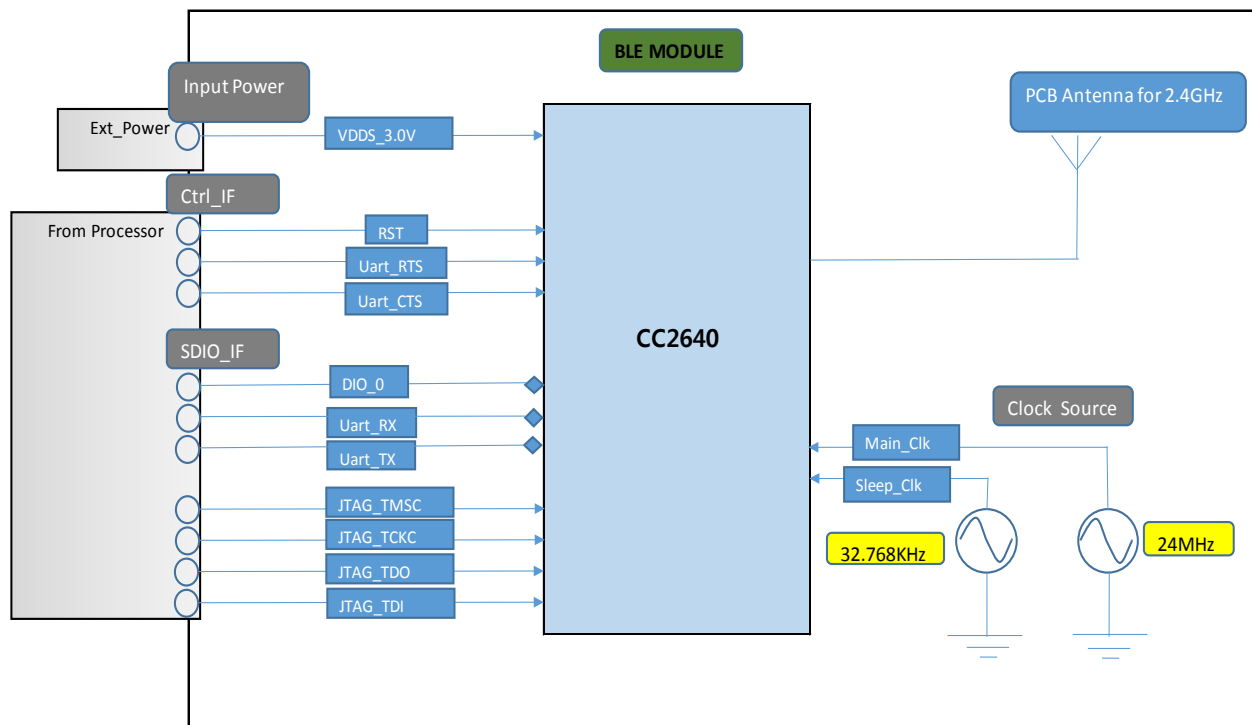 BLE MODULE
Input Power
PCB Antenna for 2.4GHz
Ext_Power
VDDS_3.0V
Ctrl_IF
From Processor
RST
Uart_RTS
Uart_CTS
CC2640
SDIO_IF
DIO_0
Uart_RX
Uart_TX
Clock Source
Main_Clk
Sleep_Clk
JTAG_TMSC
JTAG_TCKC
JTAG_TDO
JTAG_TDI
32.768KHz
24MHz